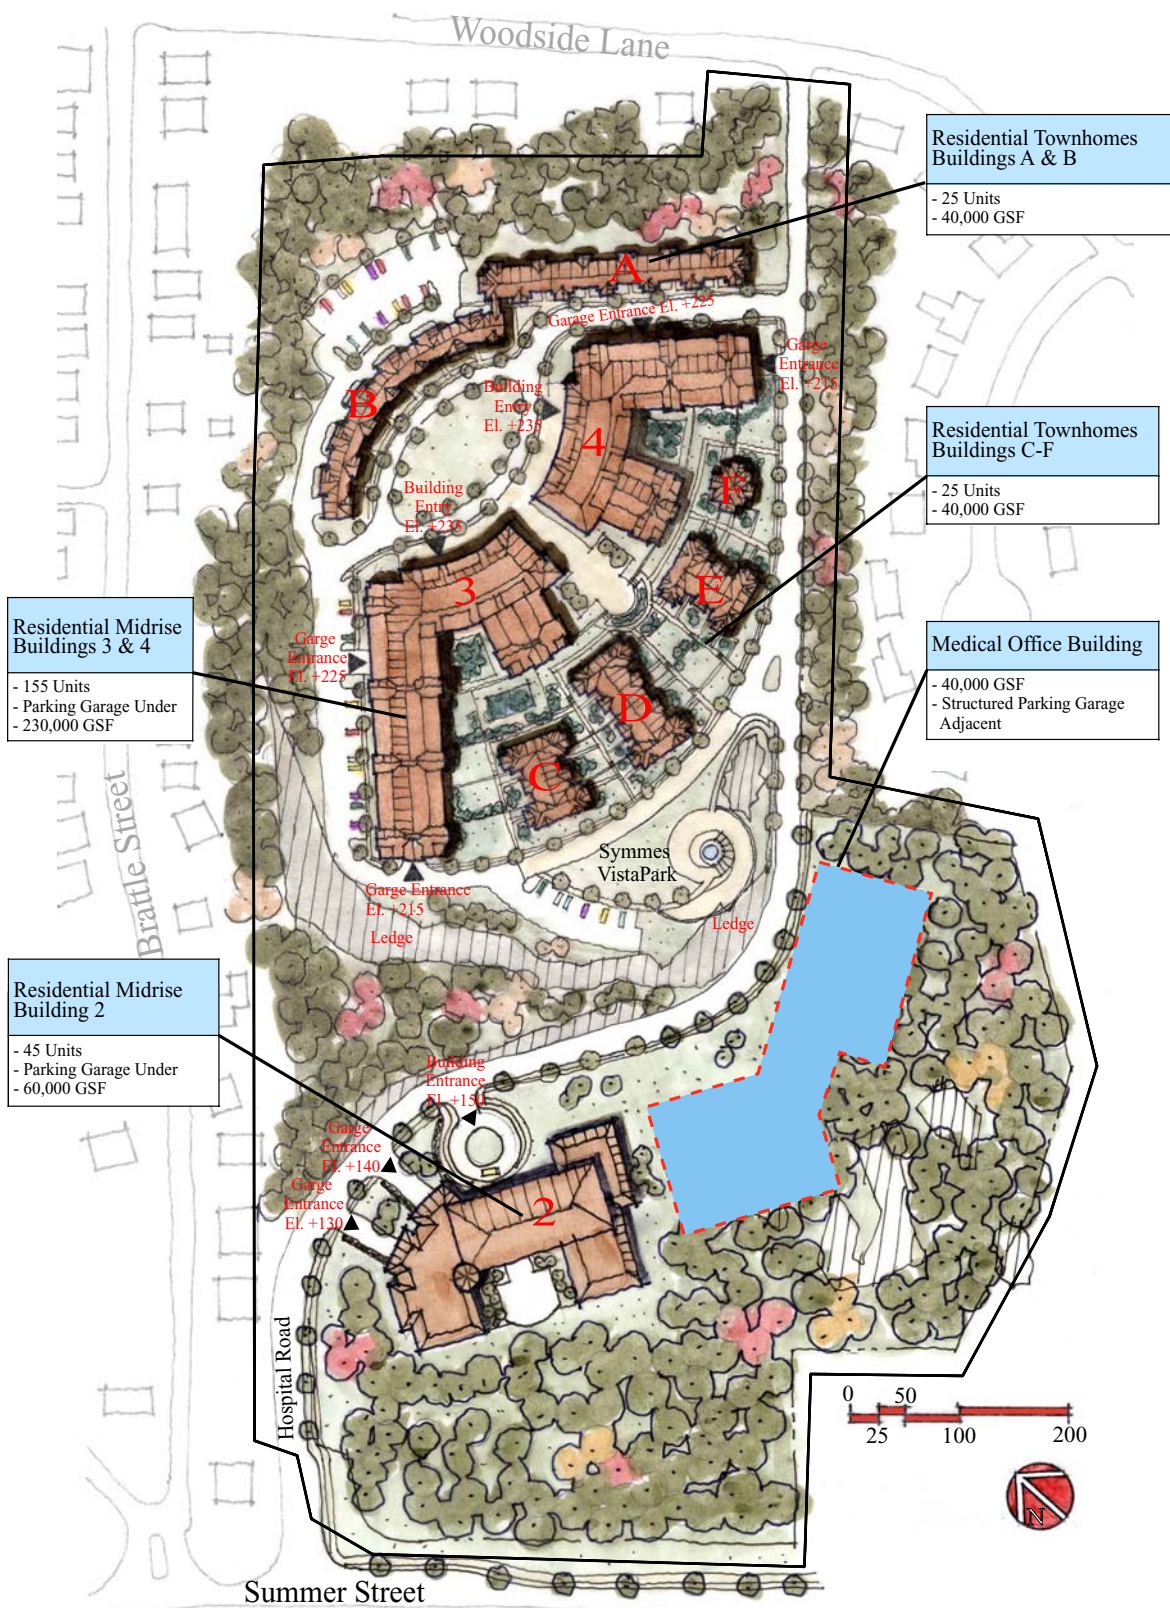 Woodside Lane
Residential Townhomes
Buildings A & B
- 25 Units
- 40,000 GSF
A
Garage Entrance El. +225
Garge
Entrance
El. +215
B
Building
Entry
El. +235
4
Residential Townhomes
Buildings C-F
- 25 Units
- 40,000 GSF
F
Building
Entry
El. +235
3
E
Residential Midrise
Buildings 3 & 4
- 155 Units
- Parking Garage Under
- 230,000 GSF
Garge
Entrance
El. +225
Medical Office Building
- 40,000 GSF
- Structured Parking Garage
Adjacent
D
C
Brattle Street
Symmes
VistaPark
Garge Entrance
El. +215
Ledge
Ledge
Residential Midrise
Building 2
- 45 Units
- Parking Garage Under
- 60,000 GSF
Building
Entrance
El. +150
Garge
Entrance
El. +140
Garge
Entrance
El. +130
2
Hospital Road
0 50
25 100 200
N
Summer Street